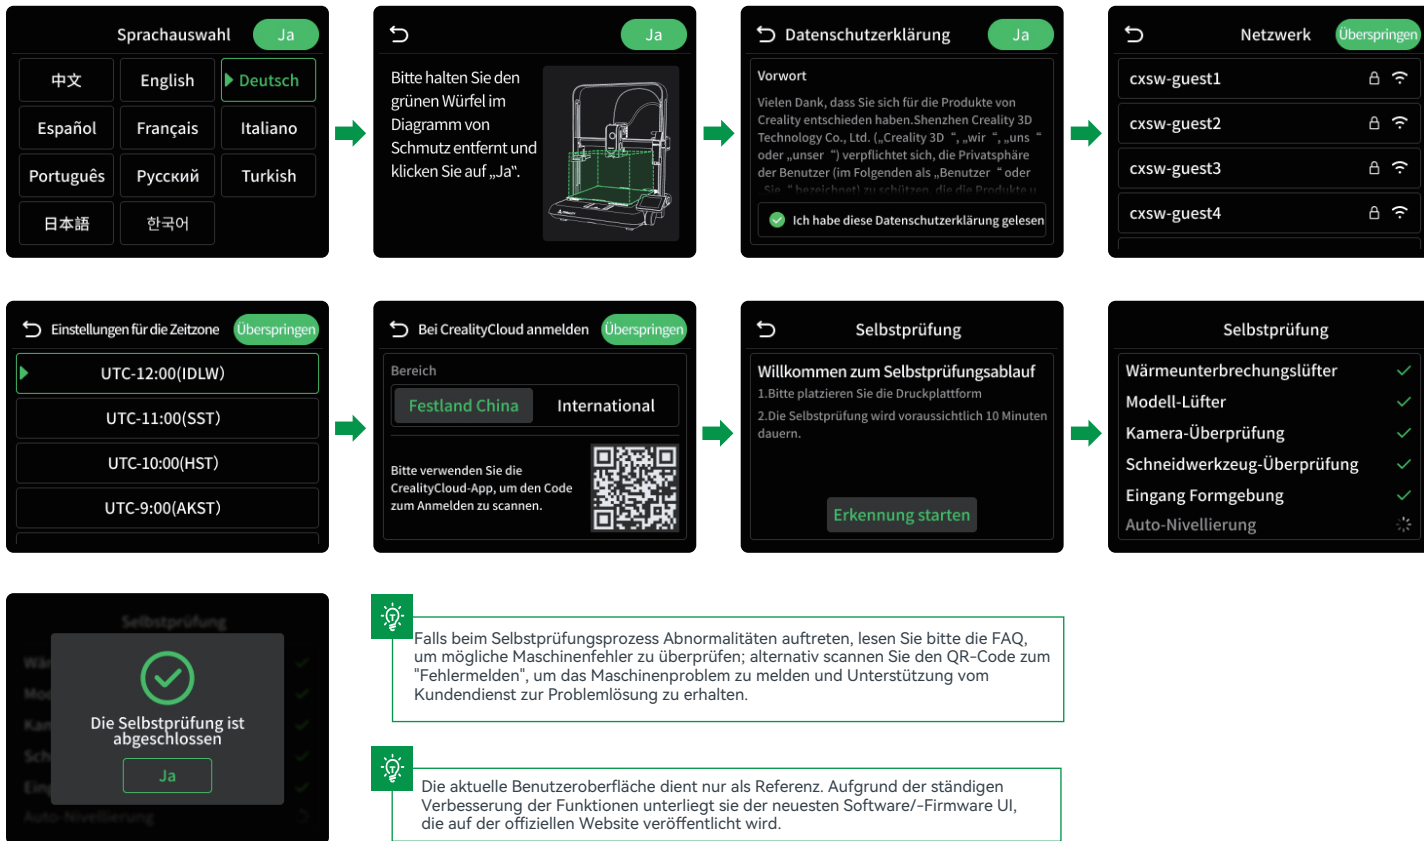 Sprachauswahl
Ja
中文
English
Deutsch
Español
Français
Italiano
Português
Русский
Turkish
日本語
한국어
Ja
Bitte halten Sie den
grünen Würfel im
Diagramm von
Schmutz entfernt und
klicken Sie auf „Ja“.
Datenschutzerklärung
Ja
Vorwort
Vielen Dank, dass Sie sich für die Produkte von
Creality entschieden haben.Shenzhen Creality 3D
Technology Co., Ltd. („Creality 3D “, „wir “, „uns “
oder „unser “) verpflichtet sich, die Privatsphäre
der Benutzer (im Folgenden als „Benutzer “ oder
„Sie “ bezeichnet) zu schützen, die die Produkte u
Ich habe diese Datenschutzerklärung gelesen
Netzwerk
Überspringen
cxsw-guest1
cxsw-guest2
cxsw-guest3
cxsw-guest4
Einstellungen für die Zeitzone
Überspringen
UTC-12:00(IDLW)
UTC-11:00(SST)
UTC-10:00(HST)
UTC-9:00(AKST)
Bei CrealityCloud anmelden
Überspringen
Bereich
Festland China
International
Bitte verwenden Sie die
CrealityCloud-App, um den Code
zum Anmelden zu scannen.
Selbstprüfung
Willkommen zum Selbstprüfungsablauf
1.Bitte platzieren Sie die Druckplattform
2.Die Selbstprüfung wird voraussichtlich 10 Minuten
dauern.
Erkennung starten
Selbstprüfung
Wärmeunterbrechungslüfter
Modell-Lüfter
Kamera-Überprüfung
Schneidwerkzeug-Überprüfung
Eingang Formgebung
Auto-Nivellierung
Selbstprüfung
Die Selbstprüfung ist
abgeschlossen
Ja
Auto-Nivellierung
Falls beim Selbstprüfungsprozess Abnormalitäten auftreten, lesen Sie bitte die FAQ,
um mögliche Maschinenfehler zu überprüfen; alternativ scannen Sie den QR-Code zum
"Fehlermelden", um das Maschinenproblem zu melden und Unterstützung vom
Kundendienst zur Problemlösung zu erhalten.
Die aktuelle Benutzeroberfläche dient nur als Referenz. Aufgrund der ständigen
Verbesserung der Funktionen unterliegt sie der neuesten Software/-Firmware UI,
die auf der offiziellen Website veröffentlicht wird.